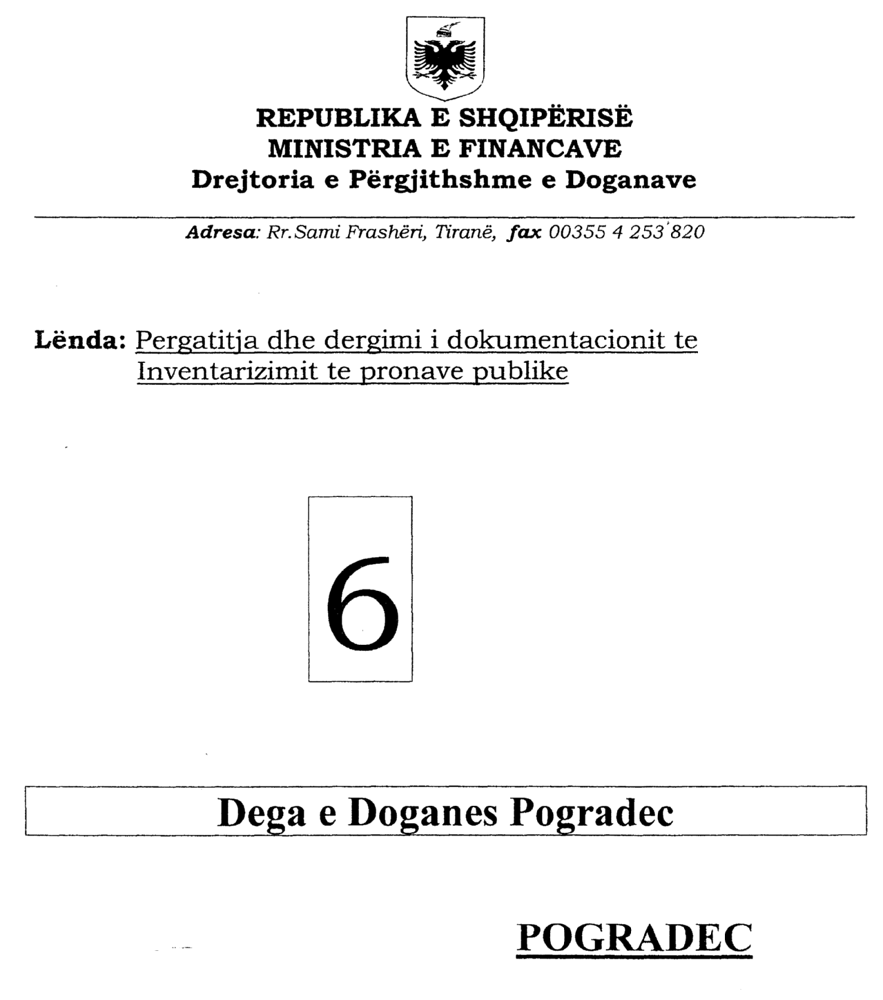 REPUBLIKA E SHQIPËRISË
MINISTRIA E FINANCAVE
Drejtoria e Përgjithshme e Doganave
Adresa: Rr.Sami Frashëri, Tiranë, fax 00355 4 253 820
Lënda: Pergatitja dhe dergimi i dokumentacionit te
Inventarizimit te pronave publike
6
Dega e Doganes Pogradec
POGRADEC